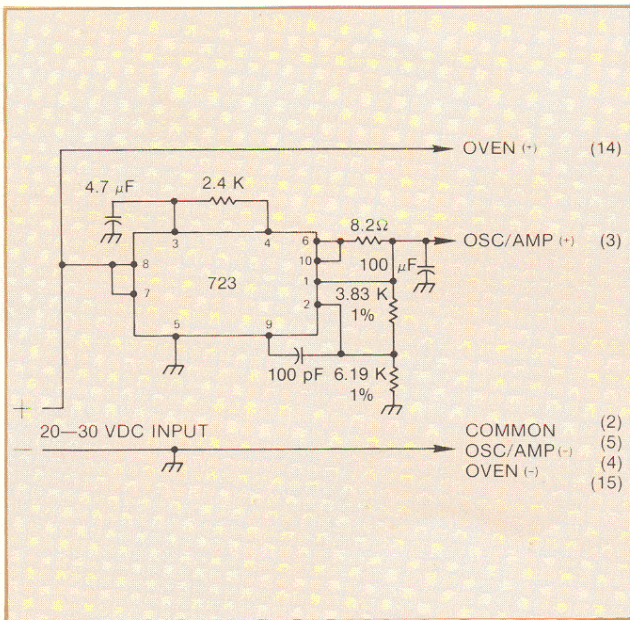 OVEN (+) (14)
4.7 μF
2.4 K
3
4
8.2Ω
6
OSC/AMP (+) (3)
10
100 μF
8
723
1
3.83 K
7
2
1%
5
9
100 pF
6.19 K
1%
+
20—30 VDC INPUT
COMMON (2)
OSC/AMP (-) (5)
- OVEN (-) (4)
(15)